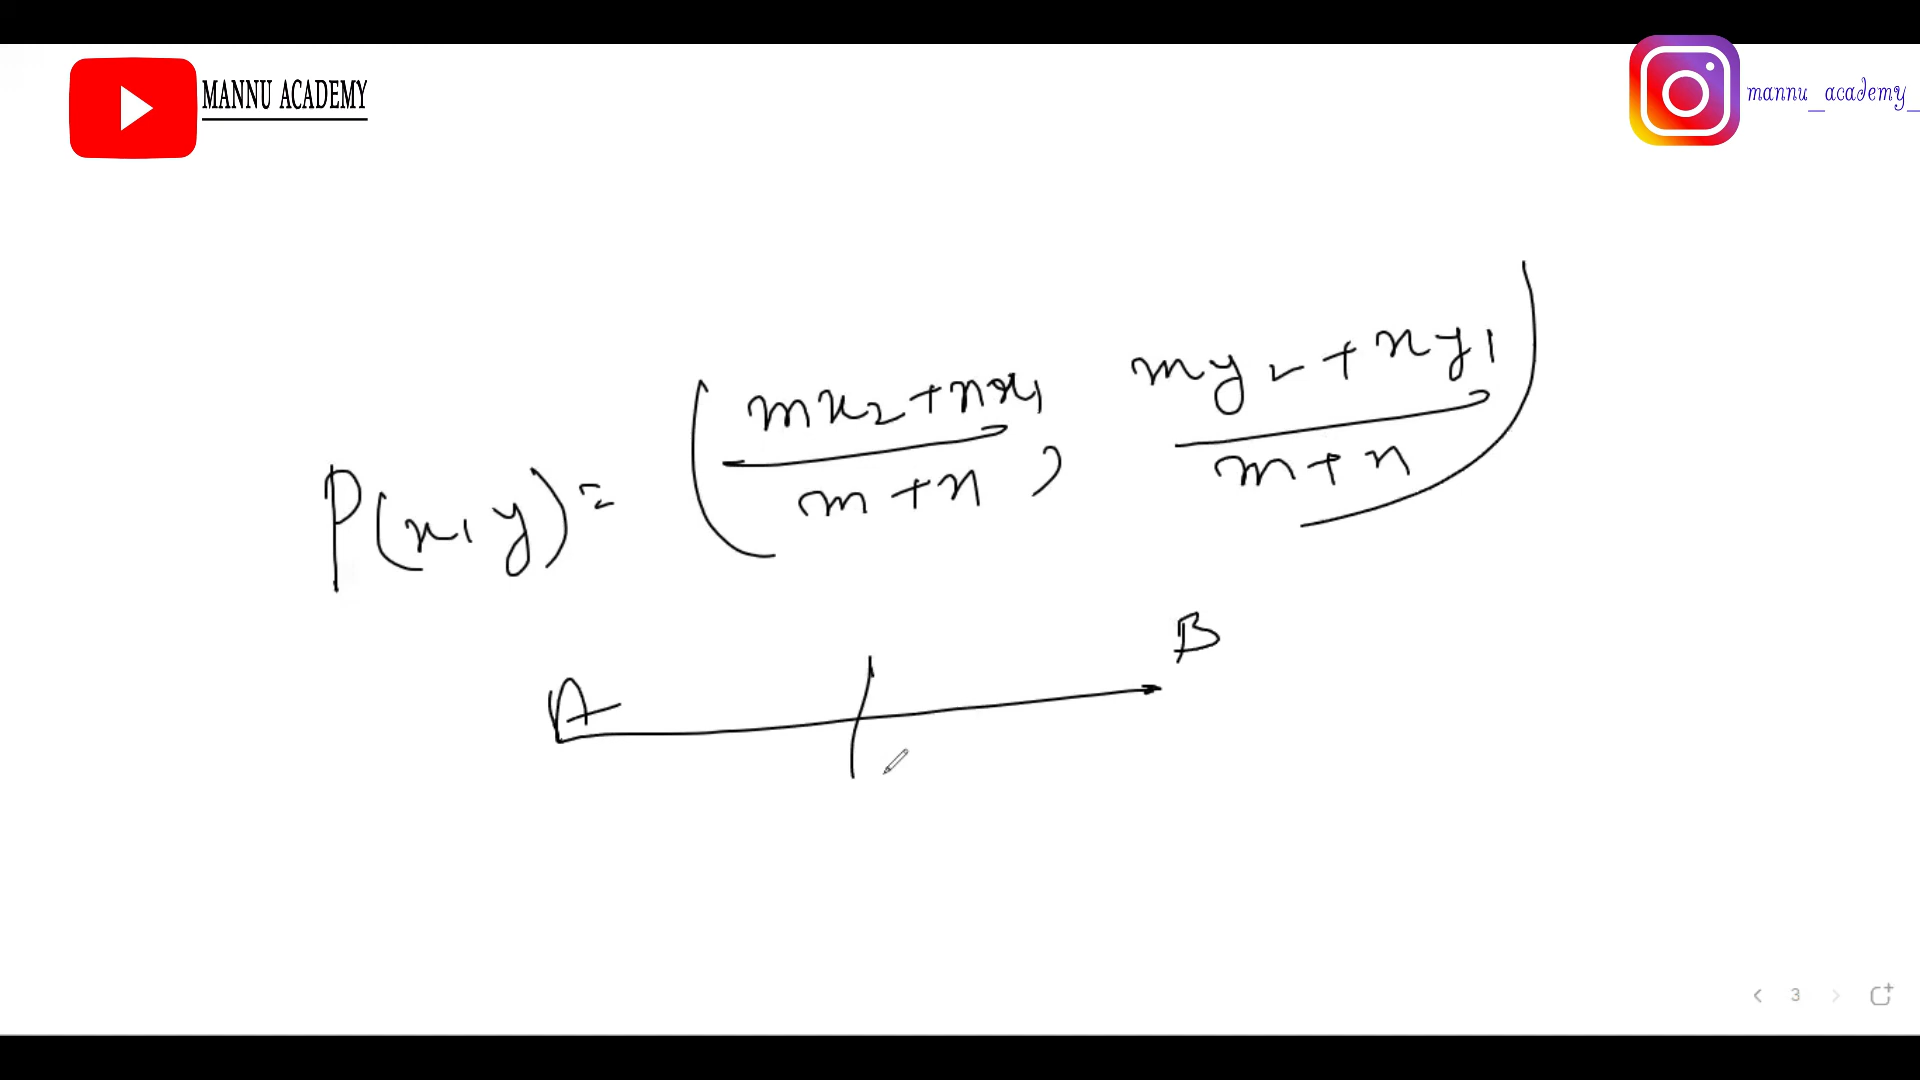 MANNU ACADEMY
mannu_academy_
P(x, y) = ( mx₂+nx₁ / m+n , my₂+ny₁ / m+n )
A B
3